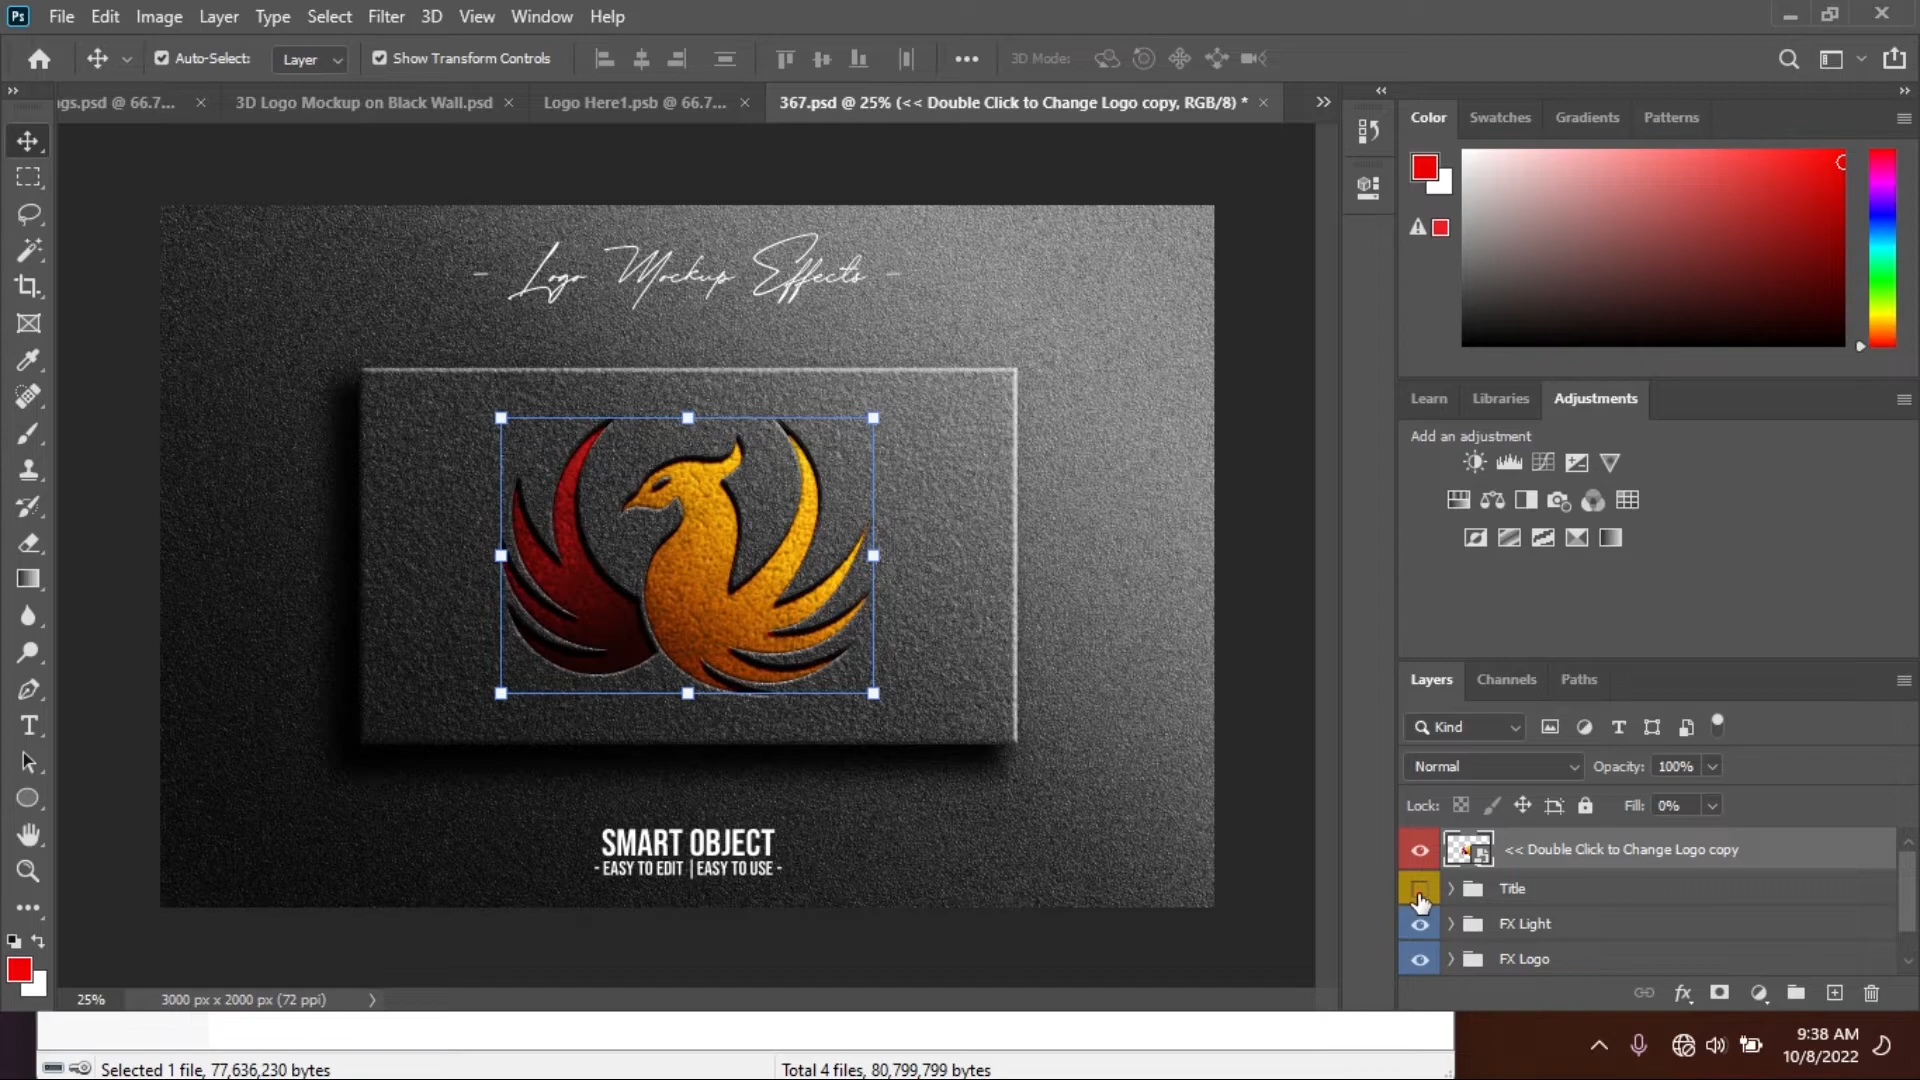 Ps File Edit Image Layer Type Select Filter 3D View Window Help
Auto-Select: Layer Show Transform Controls 3D Mode:
gs.psd @ 66.7... × 3D Logo Mockup on Black Wall.psd × Logo Here1.psb @ 66.7... × 367.psd @ 25% (<< Double Click to Change Logo copy, RGB/8) * ×
Color Swatches Gradients Patterns
- Logo Mockup Effects -
Learn Libraries Adjustments
Add an adjustment
Layers Channels Paths
Kind
Normal Opacity: 100%
Lock: Fill: 0%
<< Double Click to Change Logo copy
Title
FX Light
FX Logo
SMART OBJECT
- EASY TO EDIT | EASY TO USE -
25% 3000 px x 2000 px (72 ppi)
Selected 1 file, 77,636,230 bytes Total 4 files, 80,799,799 bytes
9:38 AM
10/8/2022